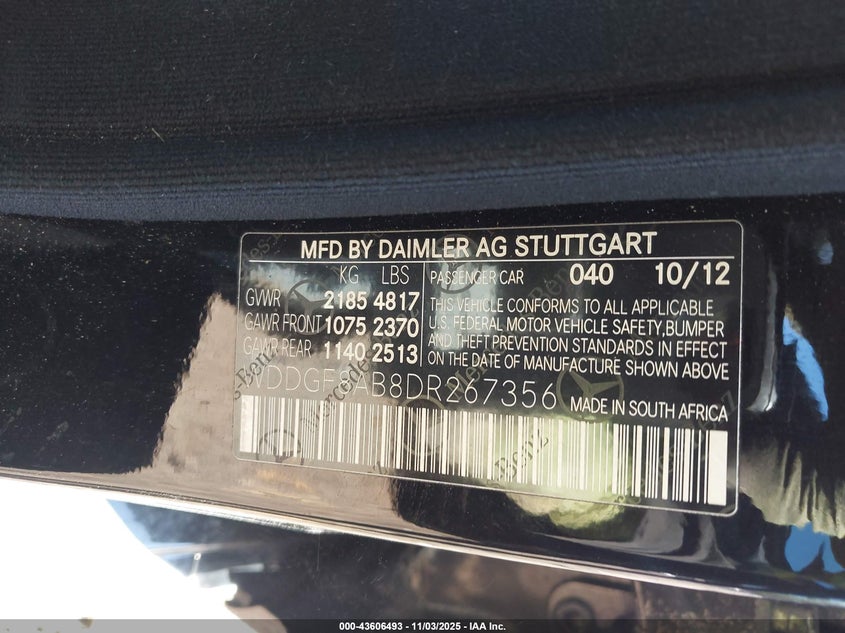 MFD BY DAIMLER AG STUTTGART
KG LBS
GVWR 2185 4817
GAWR FRONT 1075 2370
GAWR REAR 1140 2513
PASSENGER CAR 040 10/12
THIS VEHICLE CONFORMS TO ALL APPLICABLE
U.S. FEDERAL MOTOR VEHICLE SAFETY,BUMPER
AND THEFT PREVENTION STANDARDS IN EFFECT
ON THE DATE OF MANUFACTURE SHOWN ABOVE
MADE IN SOUTH AFRICA
Mercedes-Benz
000-43606493 - 11/03/2025 - IAA Inc.